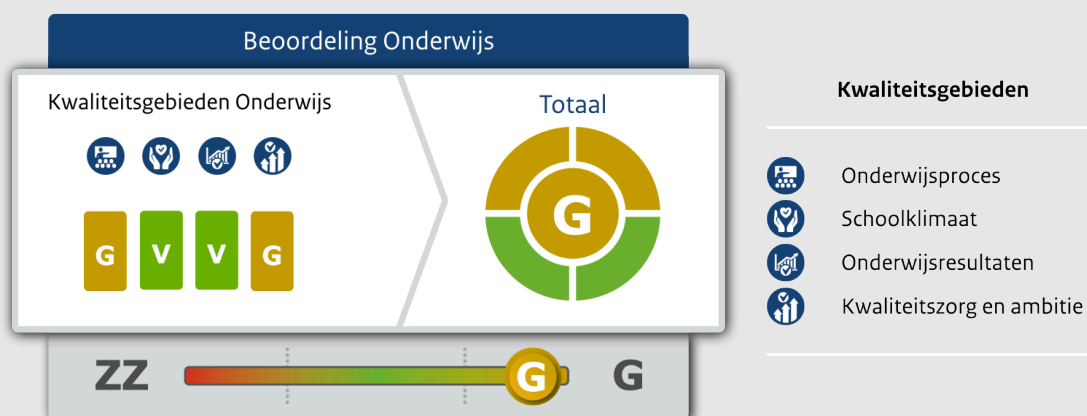 Beoordeling Onderwijs
Kwaliteitsgebieden Onderwijs
G V V G
Totaal
G
ZZ G G
Kwaliteitsgebieden
Onderwijsproces
Schoolklimaat
Onderwijsresultaten
Kwaliteitszorg en ambitie